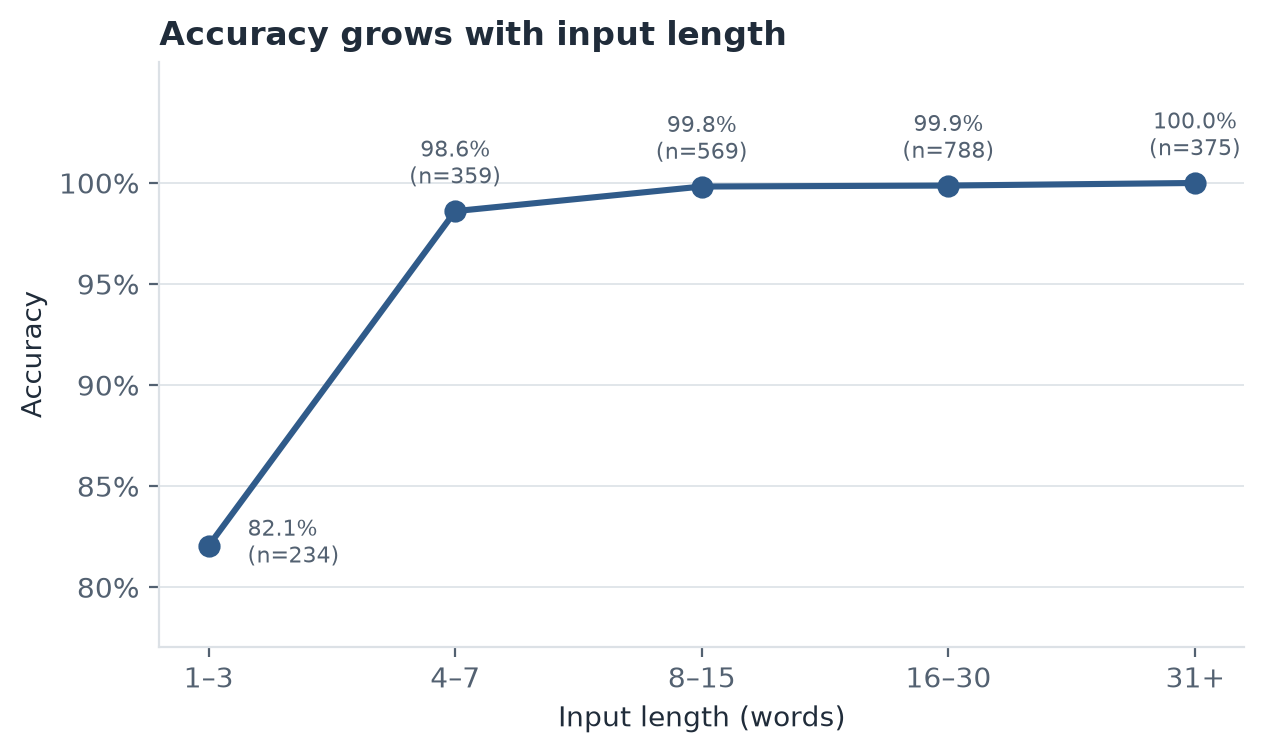 Accuracy grows with input length
98.6%
(n=359)
99.8%
(n=569)
99.9%
(n=788)
100.0%
(n=375)
82.1%
(n=234)
100%
95%
90%
85%
80%
Accuracy
1–3
4–7
8–15
16–30
31+
Input length (words)